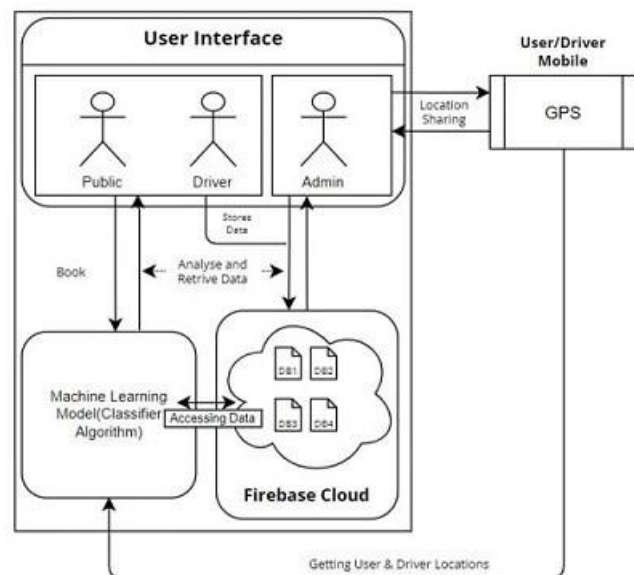 User Interface
User/Driver
Mobile
GPS
Location
Sharing
Public
Driver
Admin
Stores
Data
Book
Analyse and
Retrive Data
Machine Learning
Model(Classifier
Algorithm)
Accessing Data
DB1
DB2
DB3
DB4
Firebase Cloud
Getting User & Driver Locations